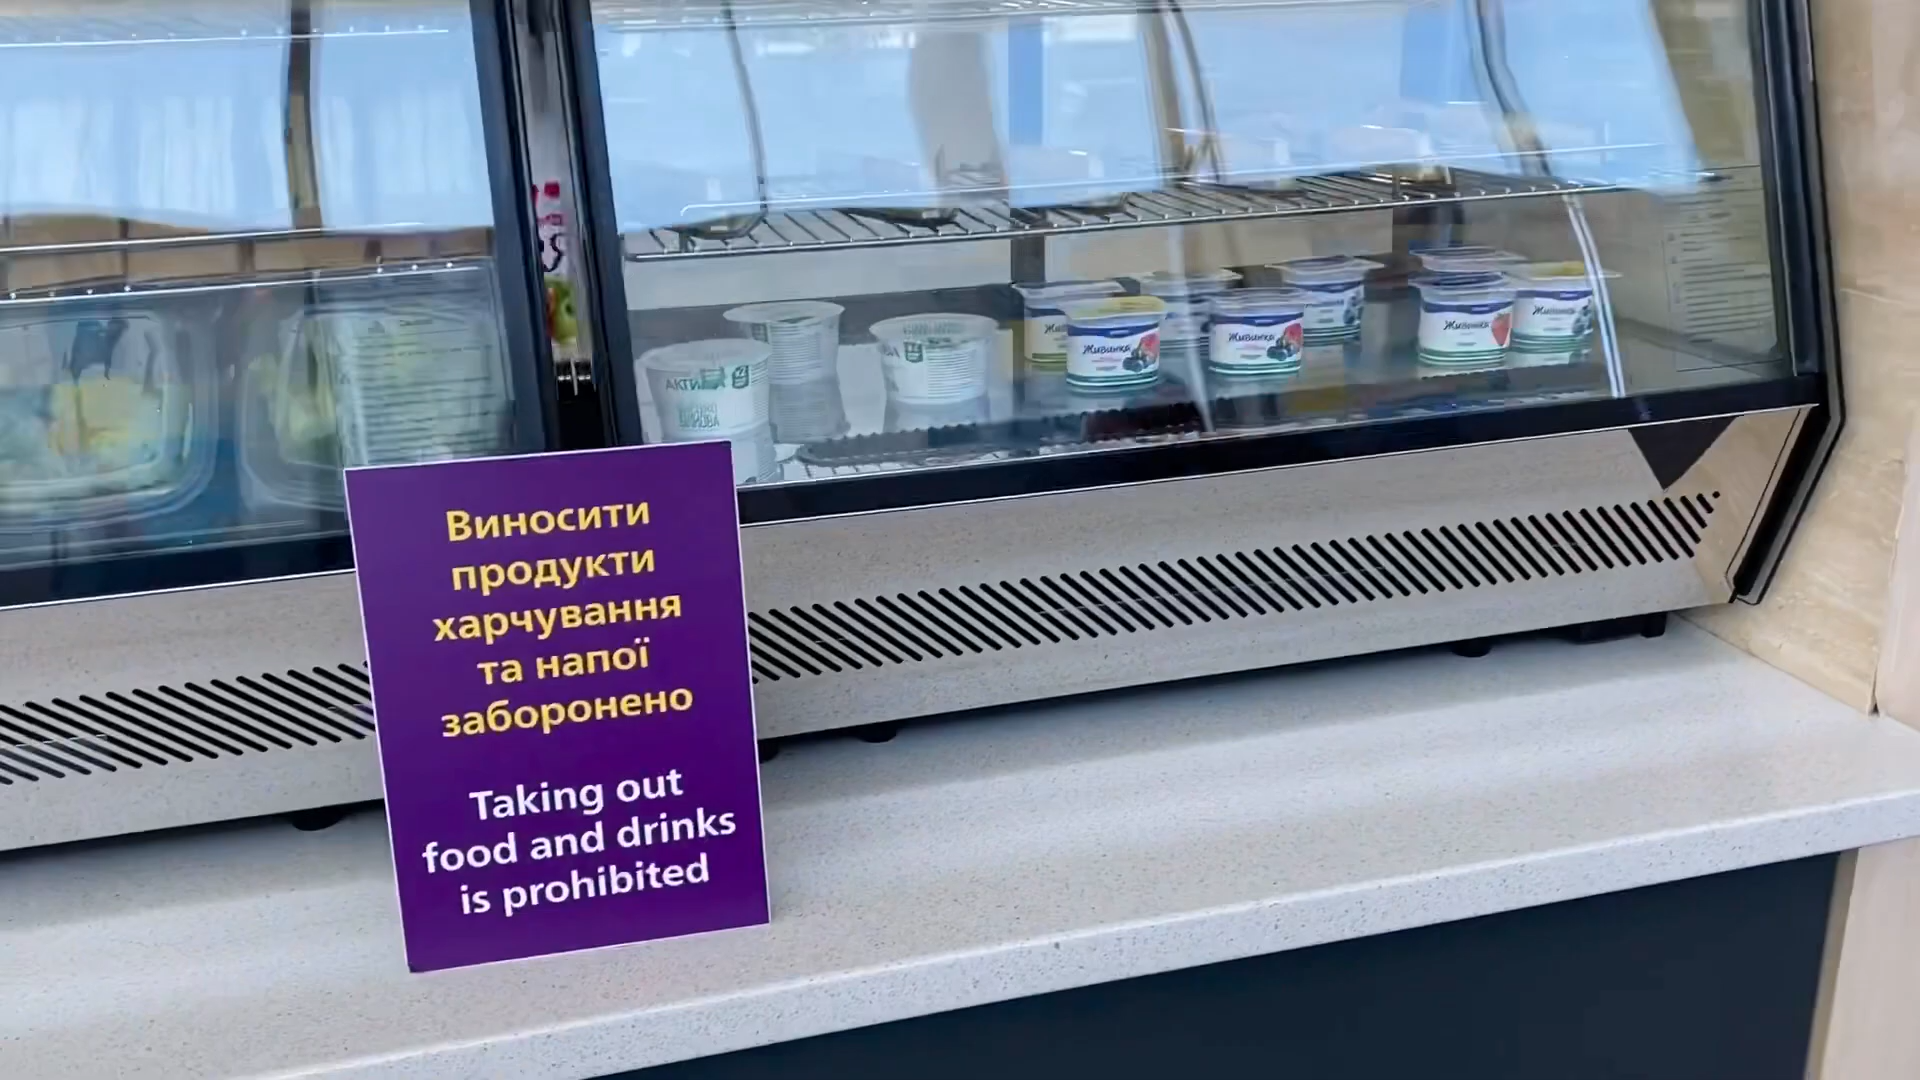 Виносити
продукти
харчування
та напої
заборонено
Taking out
food and drinks
is prohibited
Живинка
Живинка
Живинка
Живинка